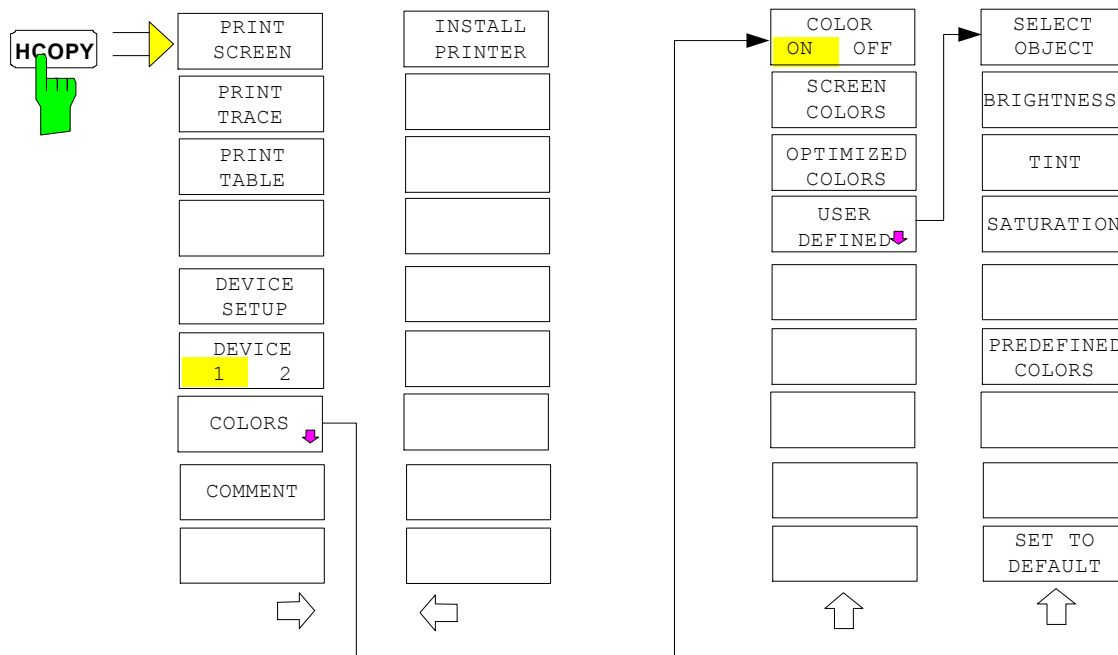 HCOPY
PRINT
SCREEN
PRINT
TRACE
PRINT
TABLE
DEVICE
SETUP
DEVICE
1 2
COLORS
COMMENT
INSTALL
PRINTER
COLOR
ON OFF
SCREEN
COLORS
OPTIMIZED
COLORS
USER
DEFINED
SELECT
OBJECT
BRIGHTNESS
TINT
SATURATION
PREDEFINED
COLORS
SET TO
DEFAULT